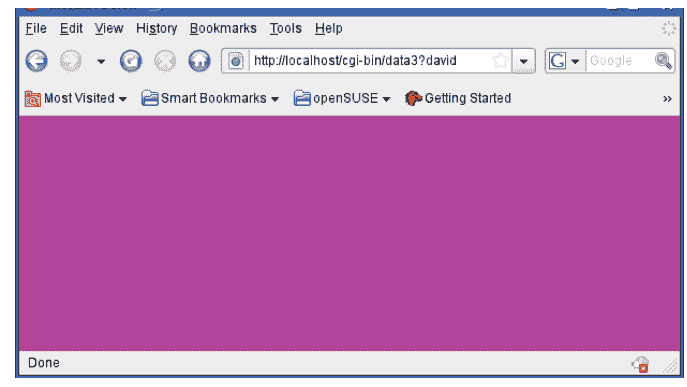 File Edit View History Bookmarks Tools Help
http://localhost/cgi-bin/data3?david G Google
Most Visited Smart Bookmarks openSUSE Getting Started »
Done